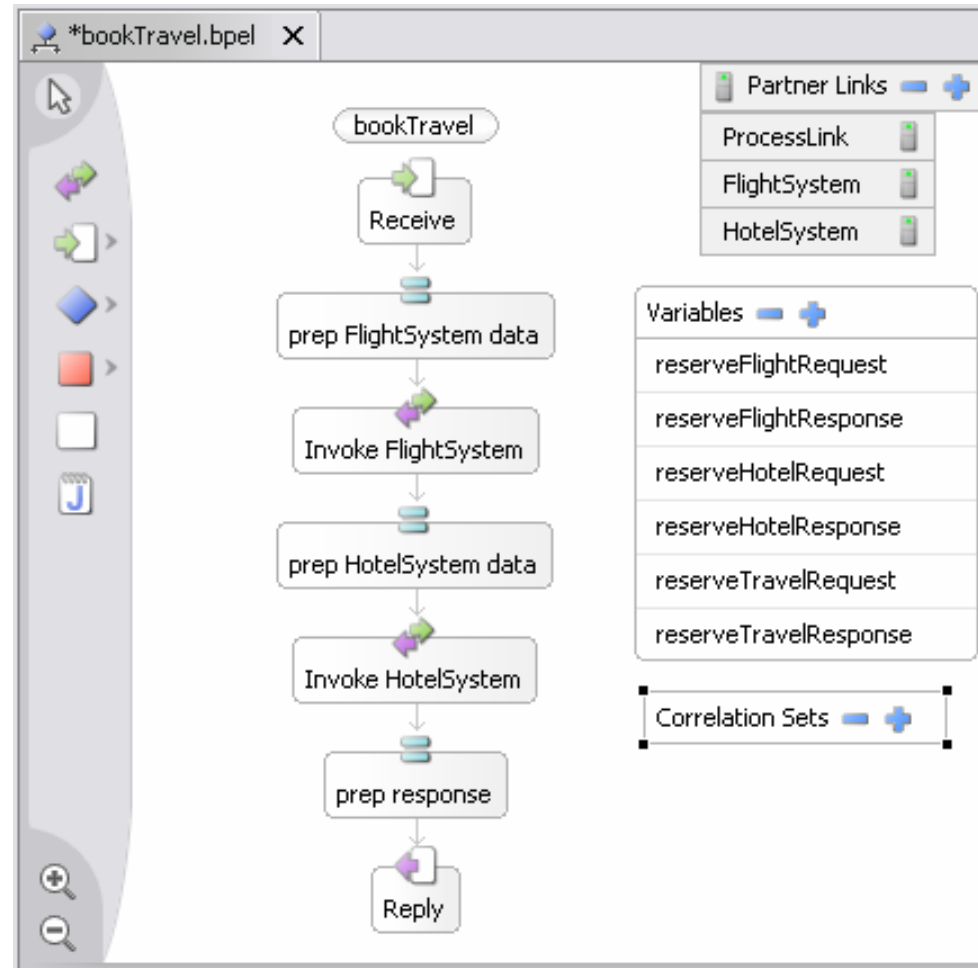 *bookTravel.bpel
bookTravel
Receive
prep FlightSystem data
Invoke FlightSystem
prep HotelSystem data
Invoke HotelSystem
prep response
Reply
Partner Links
ProcessLink
FlightSystem
HotelSystem
Variables
reserveFlightRequest
reserveFlightResponse
reserveHotelRequest
reserveHotelResponse
reserveTravelRequest
reserveTravelResponse
Correlation Sets
J